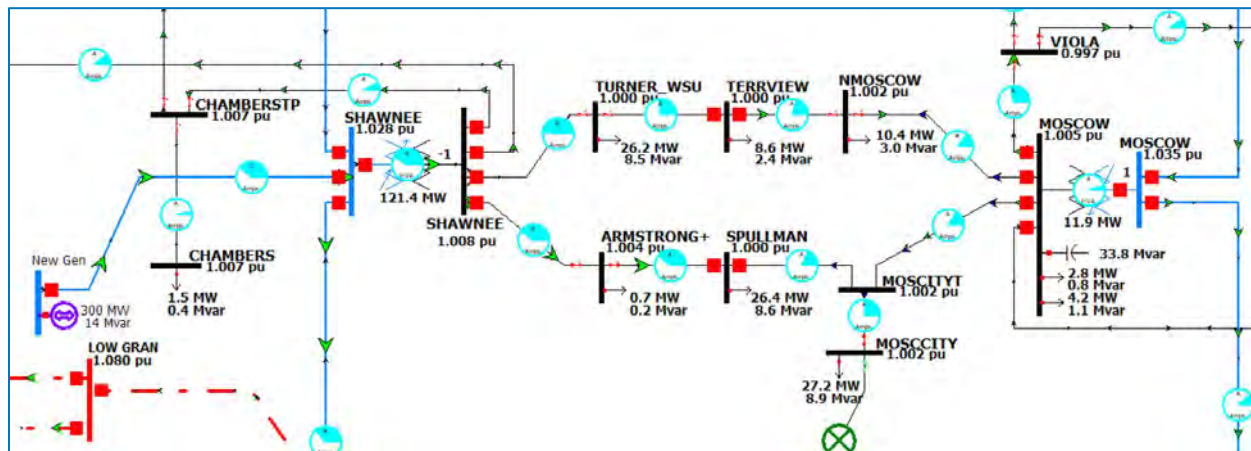 VIOLA
0.997 pu
CHAMBERSTP
1.007 pu
SHAWNEE
1.028 pu
121.4 MW
-1
SHAWNEE
1.008 pu
TURNER_WSU
1.000 pu
26.2 MW
8.5 Mvar
TERRVIEW
1.000 pu
8.6 MW
2.4 Mvar
NMOSCOW
1.002 pu
10.4 MW
3.0 Mvar
MOSCOW
1.005 pu
MOSCOW
1.035 pu
1
11.9 MW
33.8 Mvar
2.8 MW
0.8 Mvar
4.2 MW
1.1 Mvar
ARMSTRONG+
1.004 pu
0.7 MW
0.2 Mvar
SPULLMAN
1.000 pu
26.4 MW
8.6 Mvar
MOSCITYT
1.002 pu
MOSCCITY
1.002 pu
27.2 MW
8.9 Mvar
CHAMBERS
1.007 pu
1.5 MW
0.4 Mvar
New Gen
300 MW
14 Mvar
LOW GRAN
1.080 pu